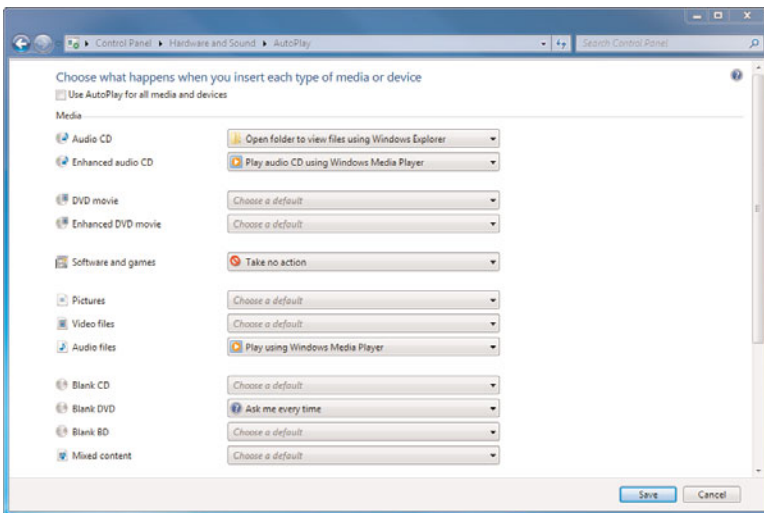 Control Panel Hardware and Sound AutoPlay Search Control Panel
Choose what happens when you insert each type of media or device
Use AutoPlay for all media and devices
Media
Audio CD Open folder to view files using Windows Explorer
Enhanced audio CD Play audio CD using Windows Media Player
DVD movie Choose a default
Enhanced DVD movie Choose a default
Software and games Take no action
Pictures Choose a default
Video files Choose a default
Audio files Play using Windows Media Player
Blank CD Choose a default
Blank DVD Ask me every time
Blank BD Choose a default
Mixed content Choose a default
Save Cancel